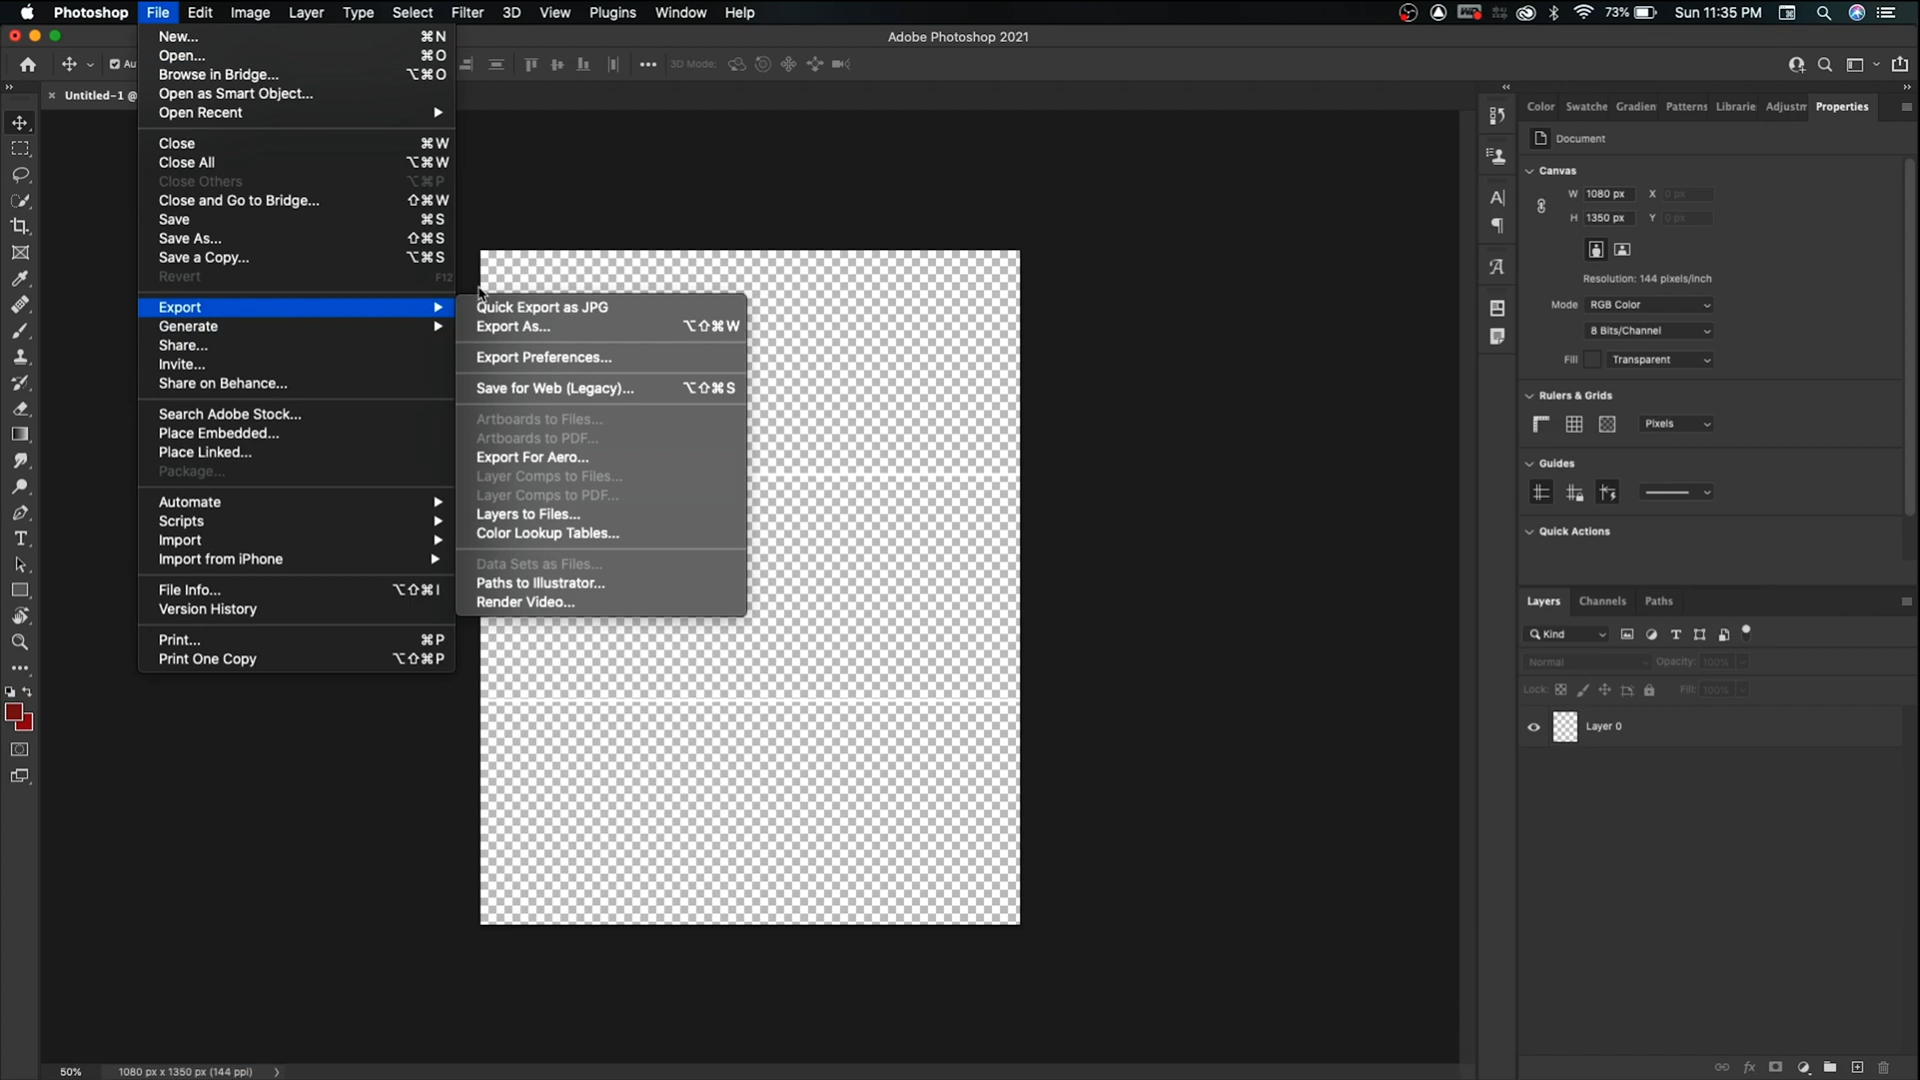 Photoshop File Edit Image Layer Type Select Filter 3D View Plugins Window Help 73% Sun 11:35 PM
Adobe Photoshop 2021
Au 3D Mode:
Untitled-1 @
New... ⌘N
Open... ⌘O
Browse in Bridge... ⌥⌘O
Open as Smart Object...
Open Recent
Close ⌘W
Close All ⌥⌘W
Close Others ⌥⌘P
Close and Go to Bridge... ⇧⌘W
Save ⌘S
Save As... ⇧⌘S
Save a Copy... ⌥⌘S
Revert F12
Export
Generate
Share...
Invite...
Share on Behance...
Search Adobe Stock...
Place Embedded...
Place Linked...
Package...
Automate
Scripts
Import
Import from iPhone
File Info... ⌥⇧⌘I
Version History
Print... ⌘P
Print One Copy ⌥⇧⌘P
Quick Export as JPG
Export As... ⌥⇧⌘W
Export Preferences...
Save for Web (Legacy)... ⌥⇧⌘S
Artboards to Files...
Artboards to PDF...
Export For Aero...
Layer Comps to Files...
Layer Comps to PDF...
Layers to Files...
Color Lookup Tables...
Data Sets as Files...
Paths to Illustrator...
Render Video...
Color Swatche Gradien Patterns Librarie Adjustm Properties
Document
Canvas
W 1080 px X 0 px
H 1350 px Y 0 px
Resolution: 144 pixels/inch
Mode RGB Color
8 Bits/Channel
Fill Transparent
Rulers & Grids
Pixels
Guides
Quick Actions
Layers Channels Paths
Kind
Normal Opacity: 100%
Lock: Fill: 100%
Layer 0
50% 1080 px x 1350 px (144 ppi)